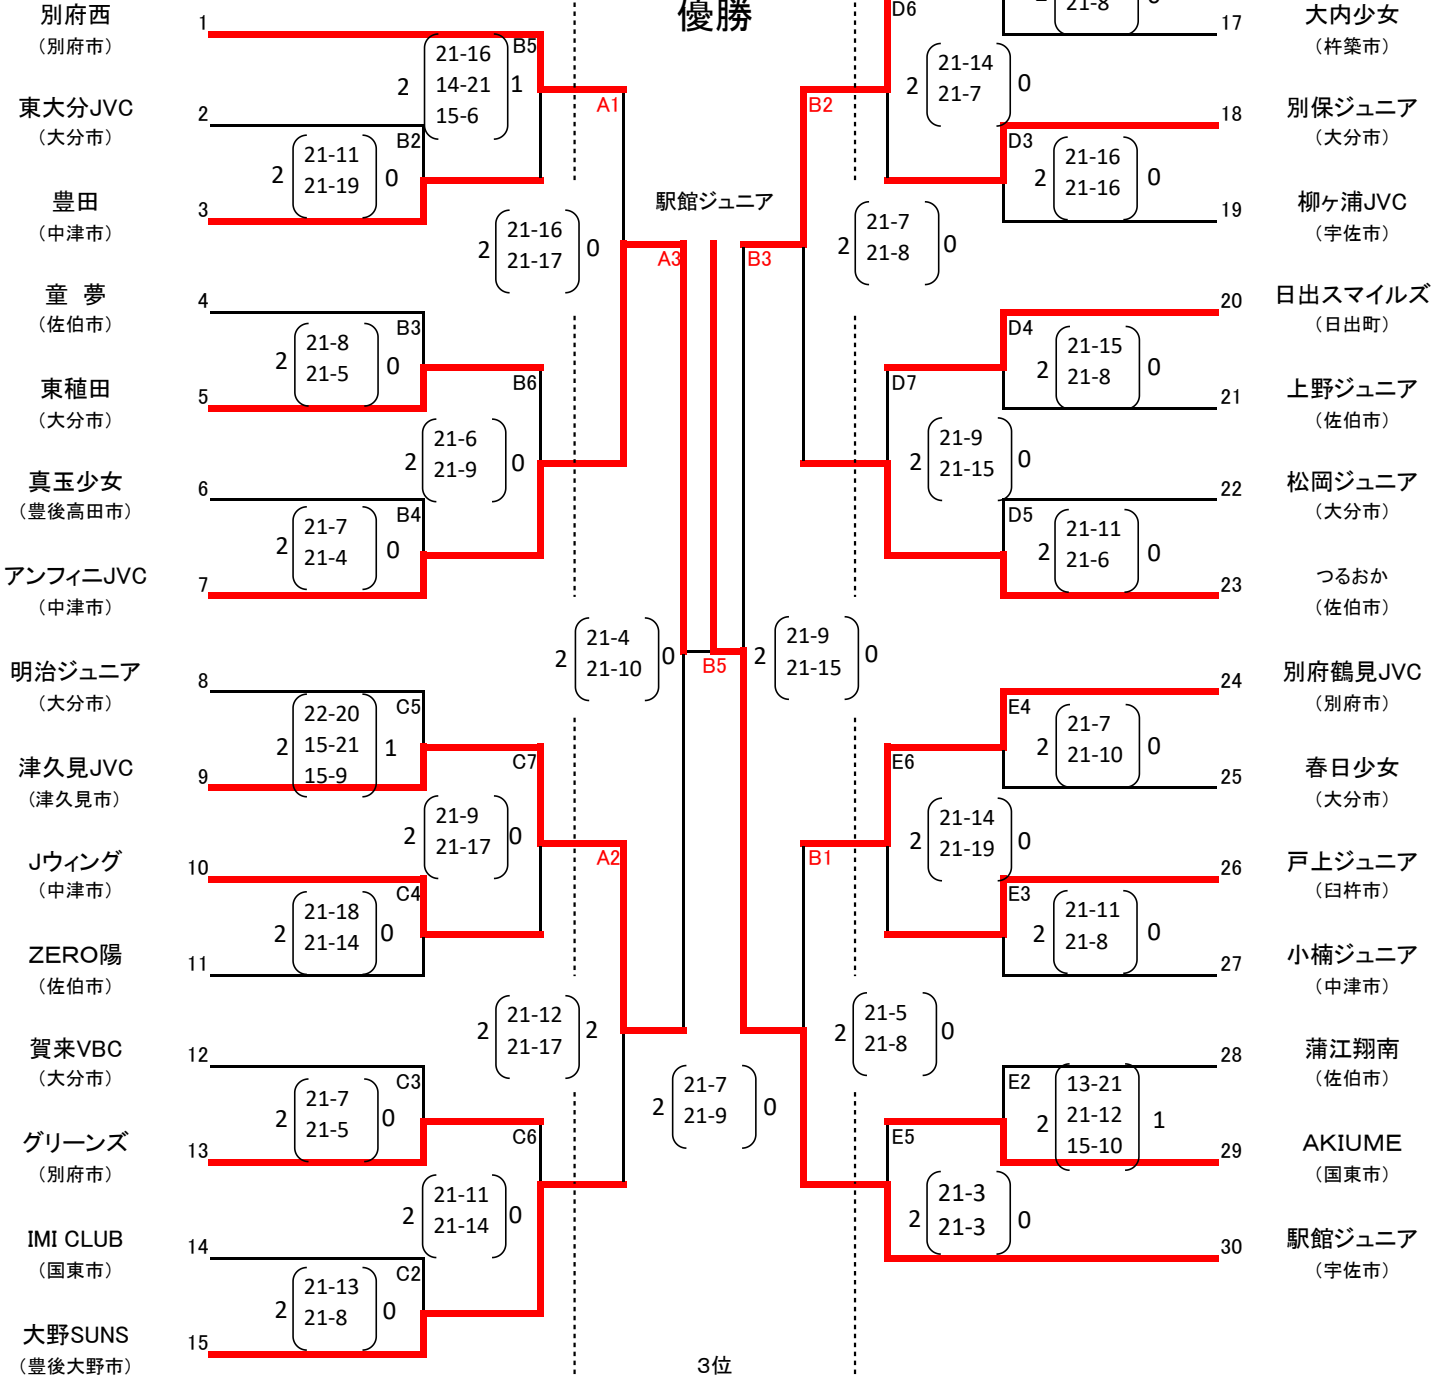 優勝
駅館ジュニア
別府西
（別府市）
1
東大分JVC
（大分市）
2
豊田
（中津市）
3
童 夢
（佐伯市）
4
東稙田
（大分市）
5
真玉少女
（豊後高田市）
6
アンフィニJVC
（中津市）
7
明治ジュニア
（大分市）
8
津久見JVC
（津久見市）
9
Jウィング
（中津市）
10
ZERO陽
（佐伯市）
11
賀来VBC
（大分市）
12
グリーンズ
（別府市）
13
IMI CLUB
（国東市）
14
大野SUNS
（豊後大野市）
15
B5
2
21-16
14-21
15-6
1
B2
2
21-11
21-19
0
B3
2
21-8
21-5
0
B6
2
21-6
21-9
0
B4
2
21-7
21-4
0
A1
2
21-16
21-17
0
A3
2
21-4
21-10
0
C5
2
22-20
15-21
15-9
1
C7
2
21-9
21-17
0
C4
2
21-18
21-14
0
A2
2
21-12
21-17
2
C3
2
21-7
21-5
0
C6
2
21-11
21-14
0
C2
2
21-13
21-8
0
B5
2
21-7
21-9
0
3位
D6
2
21-14
21-7
0
21-8
17
大内少女
（杵築市）
18
別保ジュニア
（大分市）
D3
2
21-16
21-16
0
19
柳ヶ浦JVC
（宇佐市）
B2
2
21-7
21-8
0
B3
2
21-9
21-15
0
20
日出スマイルズ
（日出町）
D4
2
21-15
21-8
0
21
上野ジュニア
（佐伯市）
D7
2
21-9
21-15
0
22
松岡ジュニア
（大分市）
D5
2
21-11
21-6
0
23
つるおか
（佐伯市）
24
別府鶴見JVC
（別府市）
E4
2
21-7
21-10
0
25
春日少女
（大分市）
E6
2
21-14
21-19
0
26
戸上ジュニア
（臼杵市）
E3
2
21-11
21-8
0
27
小楠ジュニア
（中津市）
B1
2
21-5
21-8
0
28
蒲江翔南
（佐伯市）
E2
2
13-21
21-12
15-10
1
29
AKIUME
（国東市）
E5
2
21-3
21-3
0
30
駅館ジュニア
（宇佐市）